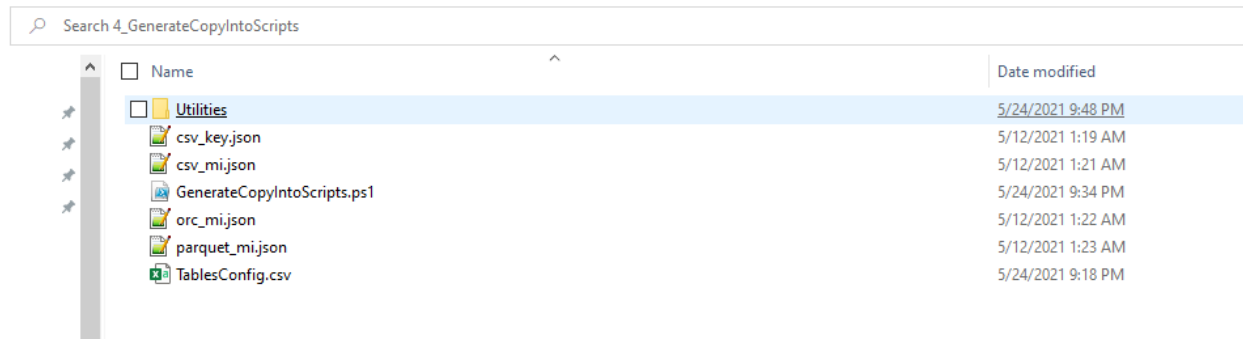 Search 4_GenerateCopyIntoScripts
Name Date modified
Utilities 5/24/2021 9:48 PM
csv_key.json 5/12/2021 1:19 AM
csv_mi.json 5/12/2021 1:21 AM
GenerateCopyIntoScripts.ps1 5/24/2021 9:34 PM
orc_mi.json 5/12/2021 1:22 AM
parquet_mi.json 5/12/2021 1:23 AM
TablesConfig.csv 5/24/2021 9:18 PM